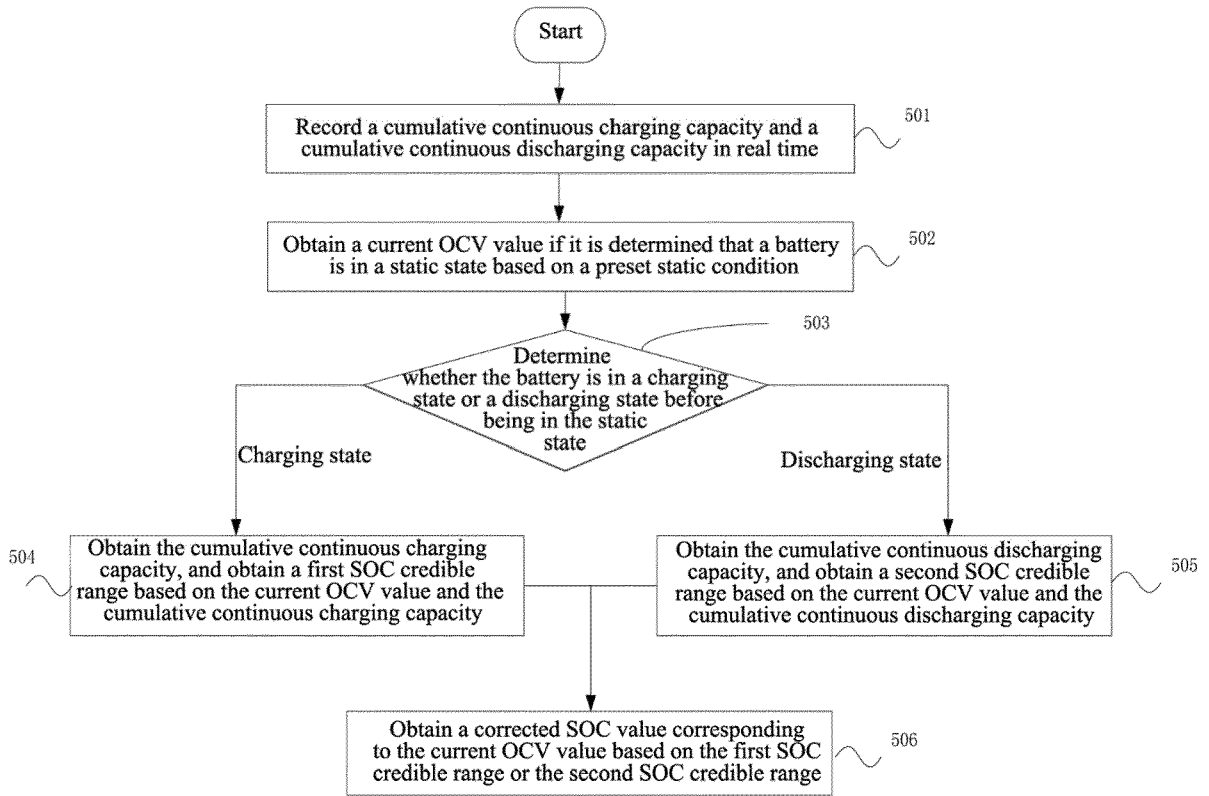 Start
Record a cumulative continuous charging capacity and a
cumulative continuous discharging capacity in real time
501
Obtain a current OCV value if it is determined that a battery
is in a static state based on a preset static condition
502
503
Determine
whether the battery is in a charging
state or a discharging state before
being in the static
state
Charging state
Discharging state
504
Obtain the cumulative continuous charging
capacity, and obtain a first SOC credible
range based on the current OCV value and the
cumulative continuous charging capacity
Obtain the cumulative continuous discharging
capacity, and obtain a second SOC credible
range based on the current OCV value and the
cumulative continuous discharging capacity
505
Obtain a corrected SOC value corresponding
to the current OCV value based on the first SOC
credible range or the second SOC credible range
506